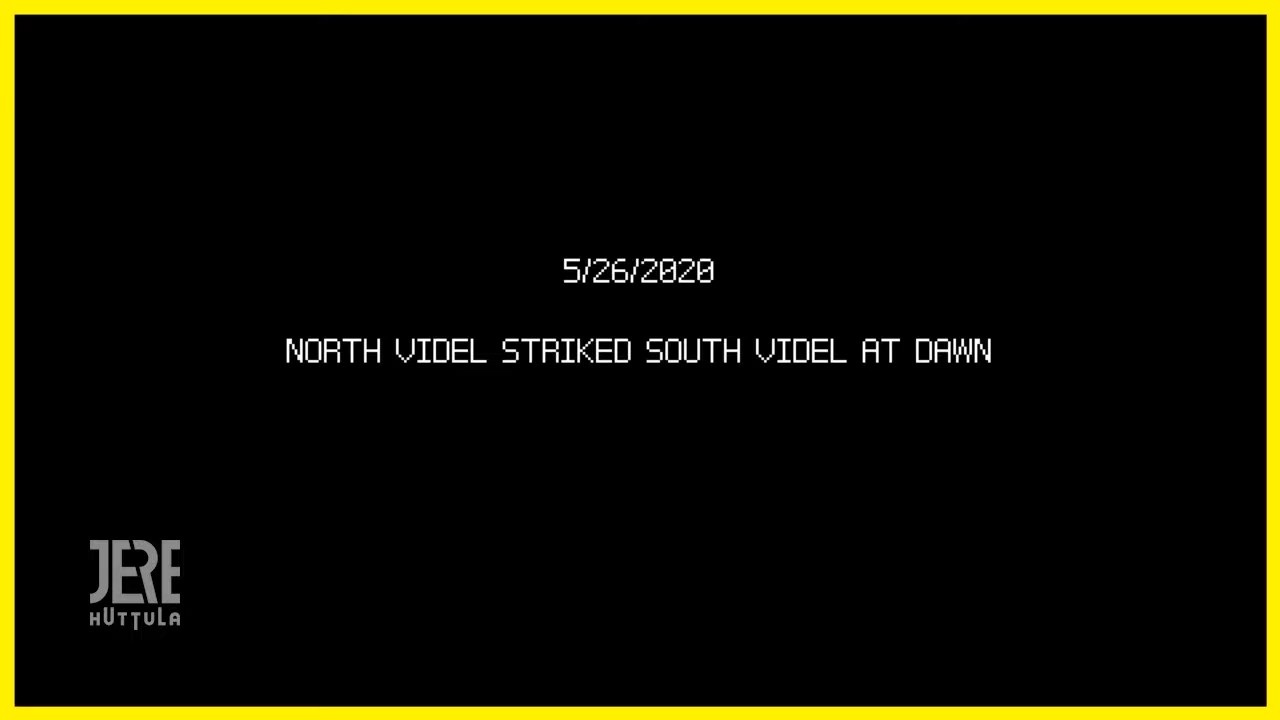 5/26/2020
NORTH VIDEL STRIKED SOUTH VIDEL AT DAWN
JERE
HUTTULA